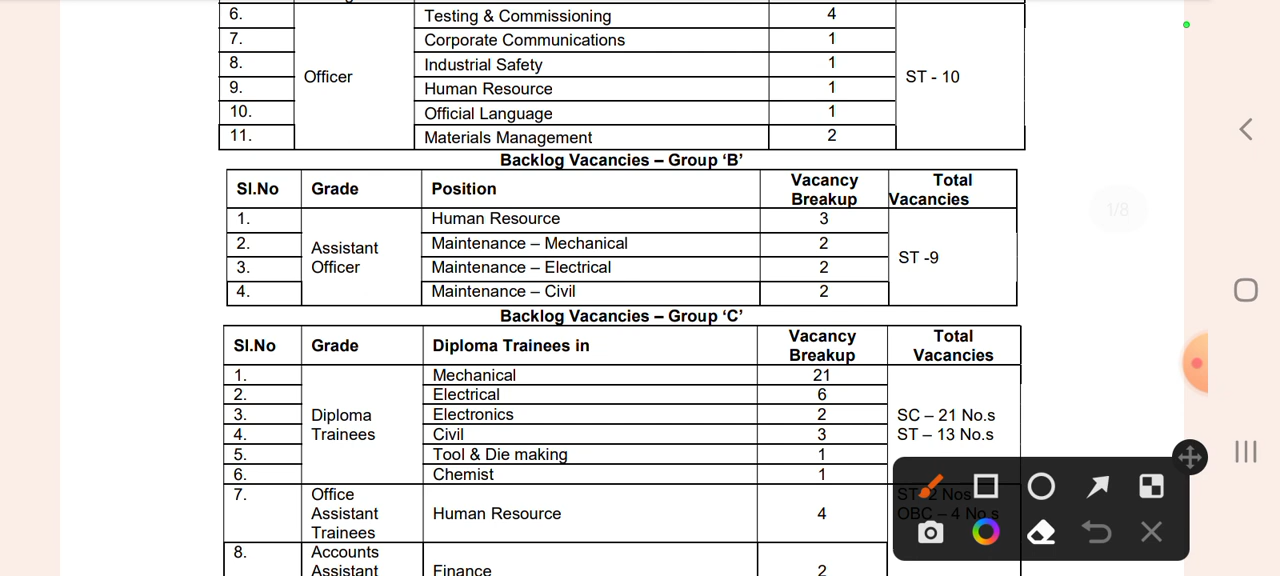 6. Officer Testing & Commissioning 4 ST - 10
7. Corporate Communications 1
8. Industrial Safety 1
9. Human Resource 1
10. Official Language 1
11. Materials Management 2
Backlog Vacancies – Group ‘B’
Sl.No Grade Position Vacancy Breakup Total Vacancies
1. Assistant Officer Human Resource 3 ST -9
2. Maintenance – Mechanical 2
3. Maintenance – Electrical 2
4. Maintenance – Civil 2
1/8
Backlog Vacancies – Group ‘C’
Sl.No Grade Diploma Trainees in Vacancy Breakup Total Vacancies
1. Diploma Trainees Mechanical 21 SC – 21 No.s
2. Electrical 6 ST – 13 No.s
3. Electronics 2
4. Civil 3
5. Tool & Die making 1
6. Chemist 1
7. Office Assistant Trainees Human Resource 4 OBC – 4 No.s
8. Accounts Assistant Finance 2